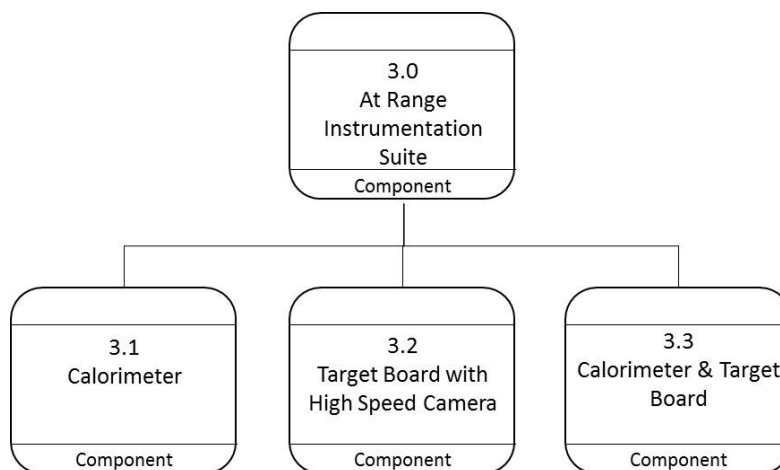 3.0
At Range
Instrumentation
Suite
Component
3.1
Calorimeter
Component
3.2
Target Board with
High Speed Camera
Component
3.3
Calorimeter & Target
Board
Component